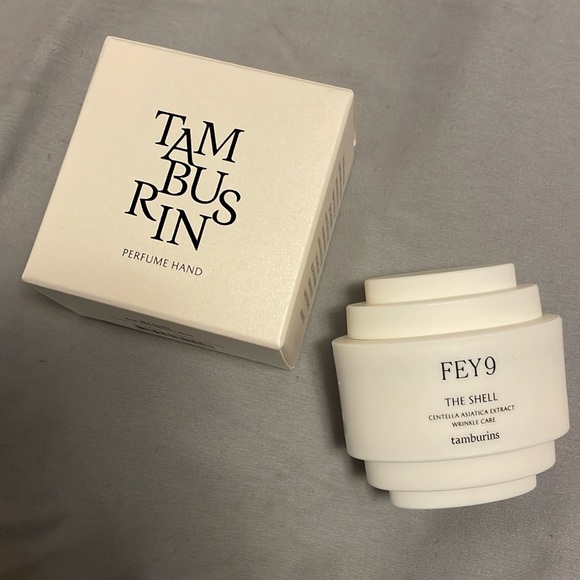 TAM
BUS
RIN
PERFUME HAND
FEY9
THE SHELL
CENTELLA ASIATICA EXTRACT
WRINKLE CARE
tamburins